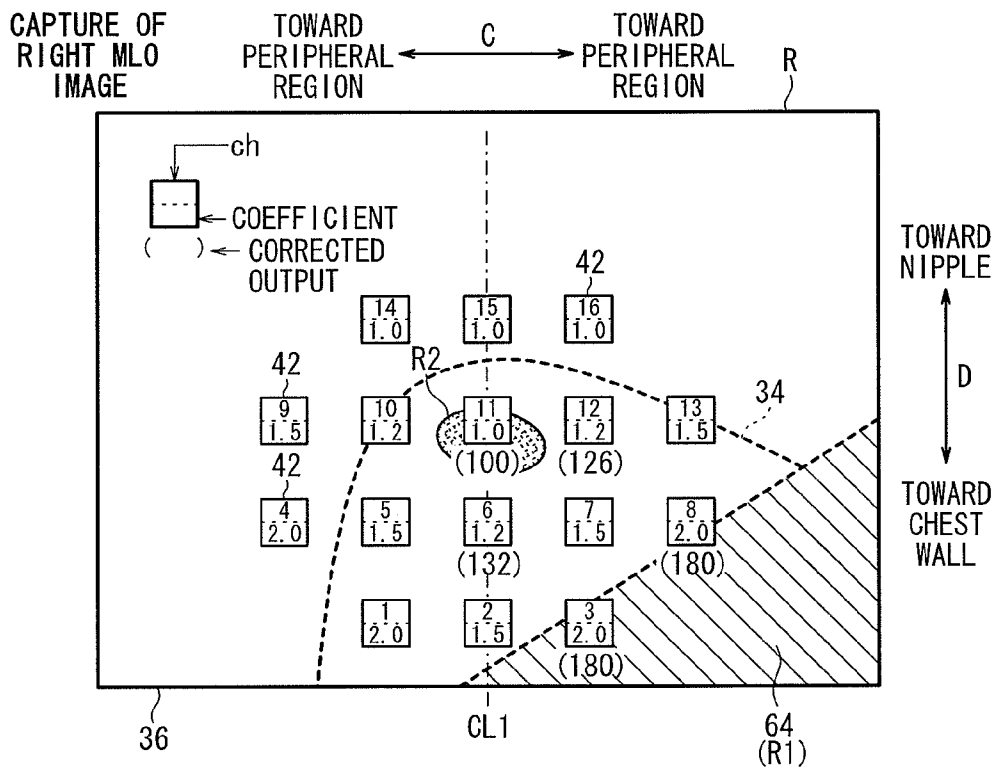 CAPTURE OF
RIGHT MLO
IMAGE
TOWARD
PERIPHERAL
REGION
C
TOWARD
PERIPHERAL
REGION
R
ch
COEFFICIENT
( ) CORRECTED
OUTPUT
TOWARD
NIPPLE
D
TOWARD
CHEST
WALL
42
14
1.0
15
1.0
16
1.0
R2
42
34
9
1.5
10
1.2
11
1.0
12
1.2
13
1.5
(100)
(126)
42
4
2.0
5
1.5
6
1.2
7
1.5
8
2.0
(132)
(180)
1
2.0
2
1.5
3
2.0
(180)
36
CL1
64
(R1)